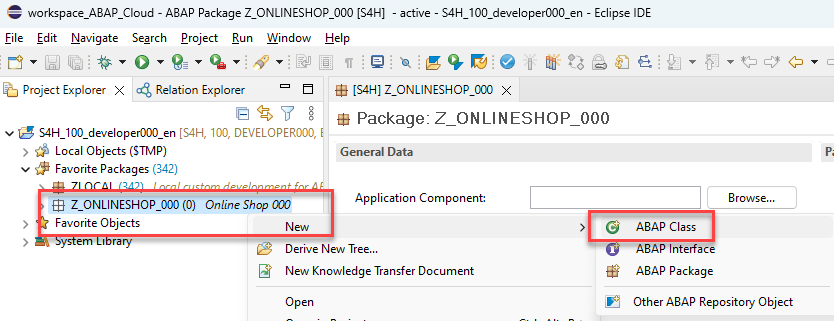 workspace_ABAP_Cloud - ABAP Package Z_ONLINESHOP_000 [S4H] - active - S4H_100_developer000_en - Eclipse IDE
File Edit Navigate Search Project Run Window Help
Project Explorer
Relation Explorer
[S4H] Z_ONLINESHOP_000
Package: Z_ONLINESHOP_000
S4H_100_developer000_en [S4H, 100, DEVELOPER000, E
General Data
Local Objects ($TMP)
Favorite Packages (342)
ZLOCAL (342) Local custom development for AB
Z_ONLINESHOP_000 (0) Online Shop 000
Application Component:
Browse...
Favorite Objects
System Library
New
Derive New Tree...
New Knowledge Transfer Document
Open
ABAP Class
ABAP Interface
ABAP Package
Other ABAP Repository Object